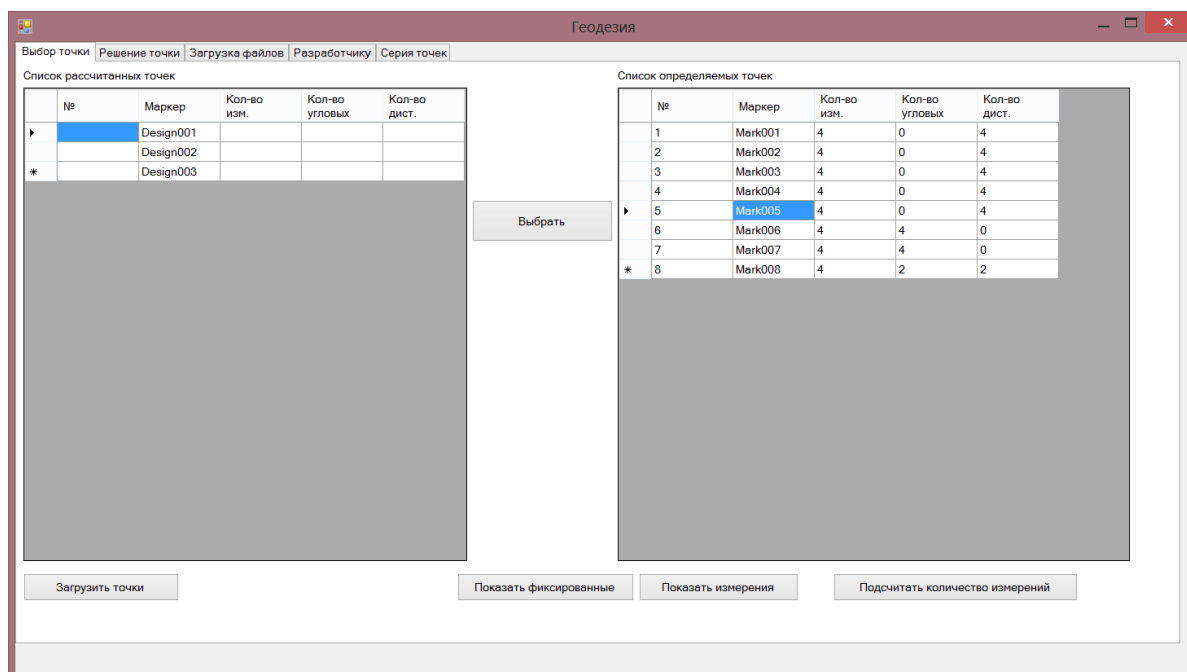 Геодезия
Выбор точки Решение точки Загрузка файлов Разработчику Серия точек
Список рассчитанных точек
№ Маркер Кол-во изм. Кол-во угловых Кол-во дист.
Design001
Design002
Design003
Выбрать
Список определяемых точек
№ Маркер Кол-во изм. Кол-во угловых Кол-во дист.
1 Mark001 4 0 4
2 Mark002 4 0 4
3 Mark003 4 0 4
4 Mark004 4 0 4
5 Mark005 4 0 4
6 Mark006 4 4 0
7 Mark007 4 4 0
8 Mark008 4 2 2
Загрузить точки Показать фиксированные Показать измерения Подсчитать количество измерений